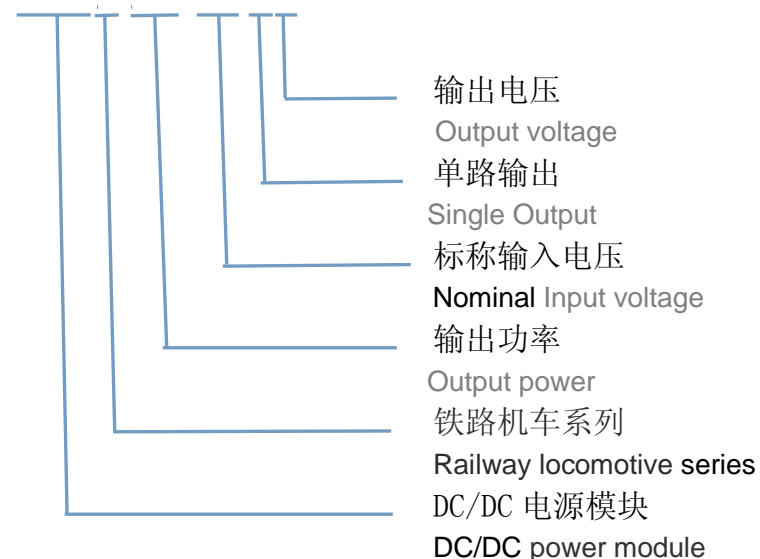 输出电压
Output voltage
单路输出
Single Output
标称输入电压
Nominal Input voltage
输出功率
Output power
铁路机车系列
Railway locomotive series
DC/DC 电源模块
DC/DC power module